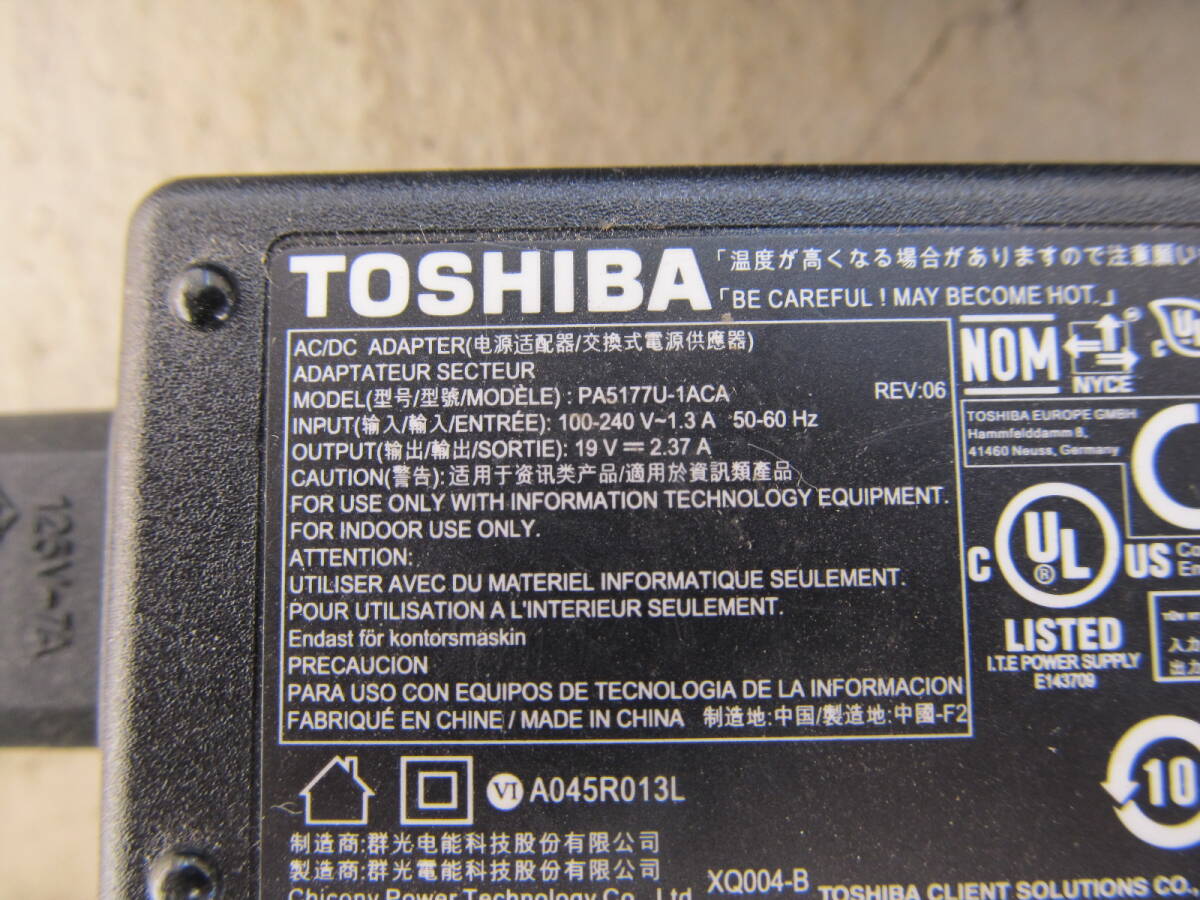 TOSHIBA
「温度が高くなる場合がありますので注意願い
「BE CAREFUL ! MAY BECOME HOT.」
AC/DC ADAPTER(电源适配器/交換式電源供應器)
ADAPTATEUR SECTEUR
MODEL(型号/型號/MODÈLE) : PA5177U-1ACA REV:06
INPUT(输入/輸入/ENTRÉE): 100-240 V~1.3 A 50-60 Hz
OUTPUT(输出/輸出/SORTIE): 19 V⎓2.37 A
CAUTION(警告): 适用于资讯类产品/適用於資訊類產品
FOR USE ONLY WITH INFORMATION TECHNOLOGY EQUIPMENT.
FOR INDOOR USE ONLY.
ATTENTION:
UTILISER AVEC DU MATERIEL INFORMATIQUE SEULEMENT.
POUR UTILISATION A L'INTERIEUR SEULEMENT.
Endast för kontorsmaskin
PRECAUCION
PARA USO CON EQUIPOS DE TECNOLOGIA DE LA INFORMACION
FABRIQUÉ EN CHINE / MADE IN CHINA 制造地:中国/製造地:中國-F2
NOM
NYCE
TOSHIBA EUROPE GMBH
Hammfelddamm 8,
41460 Neuss, Germany
C UL® US
LISTED
I.T.E POWER SUPPLY
E143709
入力
出力
10
VI A045R013L
制造商:群光电能科技股份有限公司
製造商:群光電能科技股份有限公司
Chicony Power Technology Co., Ltd.
XQ004-B
TOSHIBA CLIENT SOLUTIONS CO.,
125V-7A